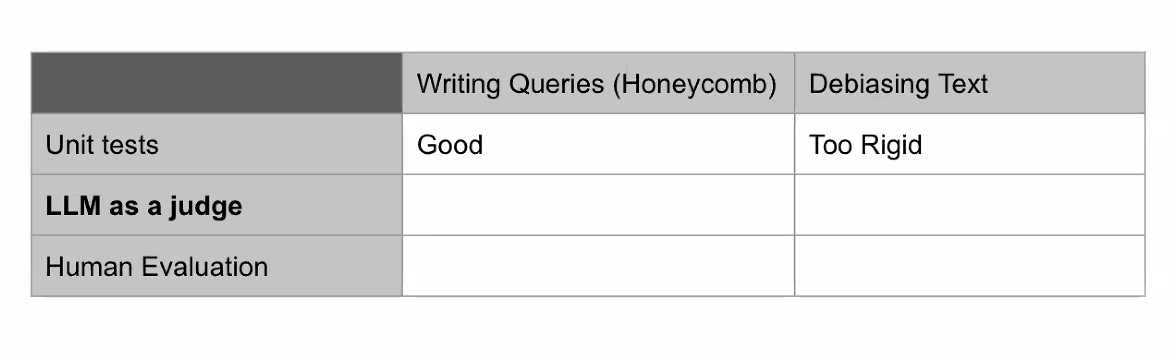 Writing Queries (Honeycomb) Debiasing Text
Unit tests Good Too Rigid
LLM as a judge
Human Evaluation